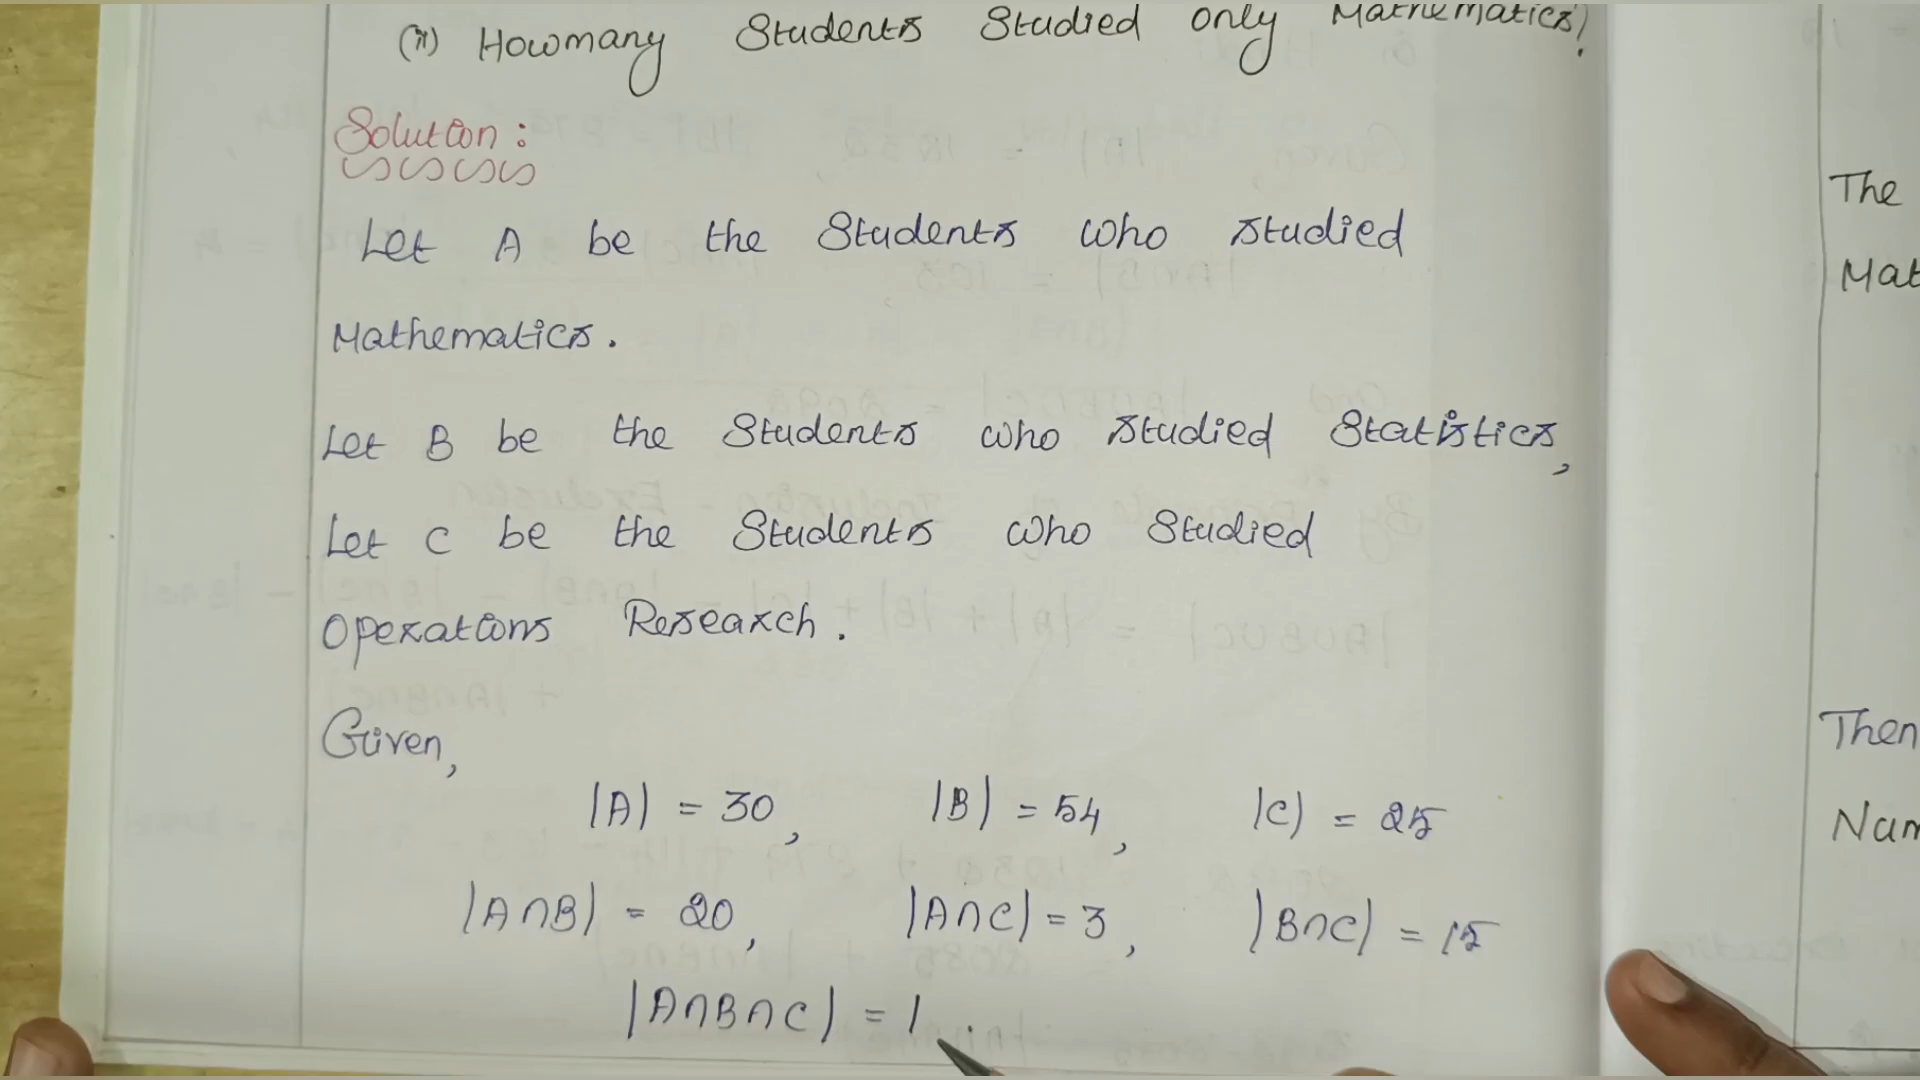 (ii) Howmany Students Studied only Mathematics?
Solution:
Let A be the Students who studied
Mathematics.
Let B be the Students who studied Statistics,
Let C be the Students who Studied
Operations Research.
Given,
|A| = 30, |B| = 54, |C| = 25
|A∩B| = 20, |A∩C| = 3, |B∩C| = 15
|A∩B∩C| = 1.
The
Mat
Then